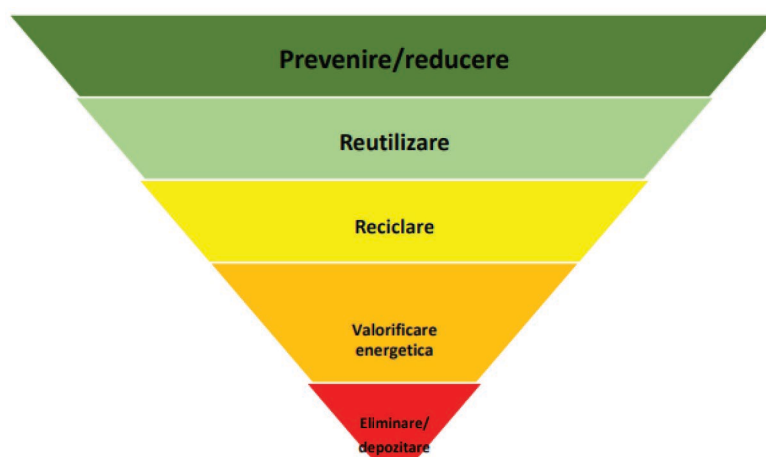 Prevenire/reducere
Reutilizare
Reciclare
Valorificare
energetica
Eliminare/
depozitare